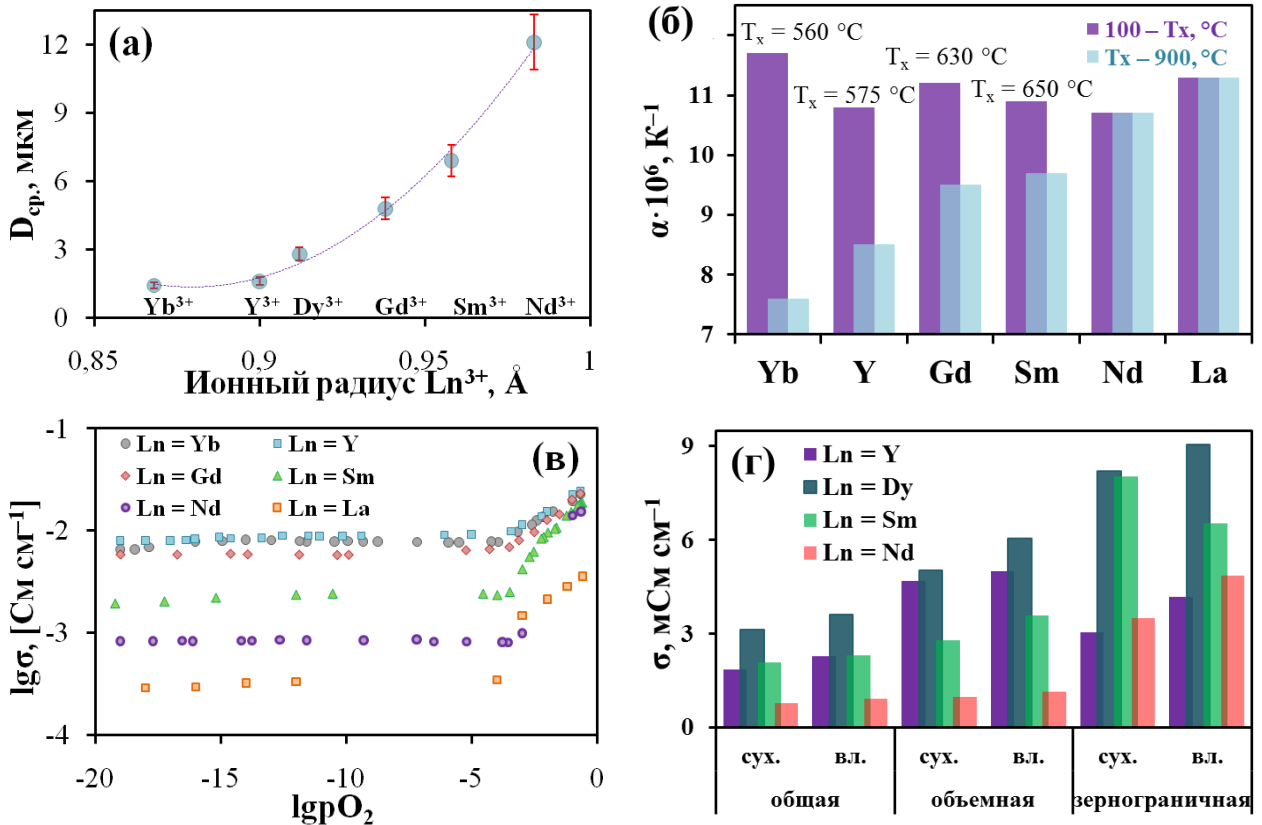 (а)
D_ср., мкм
12
9
6
3
0
Yb³⁺ Y³⁺ Dy³⁺ Gd³⁺ Sm³⁺ Nd³⁺
0,85 0,9 0,95 1
Ионный радиус Ln³⁺, Å
(б)
α·10⁶, К⁻¹
100 – Tx, °C
Tx – 900, °C
Tₓ = 560 °C
Tₓ = 630 °C
Tₓ = 575 °C
Tₓ = 650 °C
11
10
9
8
7
Yb Y Gd Sm Nd La
(в)
lgσ, [См см⁻¹]
Ln = Yb Ln = Y
Ln = Gd Ln = Sm
Ln = Nd Ln = La
-1
-2
-3
-4
-20 -15 -10 -5 0
lgpO₂
(г)
σ, мСм см⁻¹
Ln = Y
Ln = Dy
Ln = Sm
Ln = Nd
9
6
3
0
сух. вл. сух. вл. сух. вл.
общая объемная зернограничная